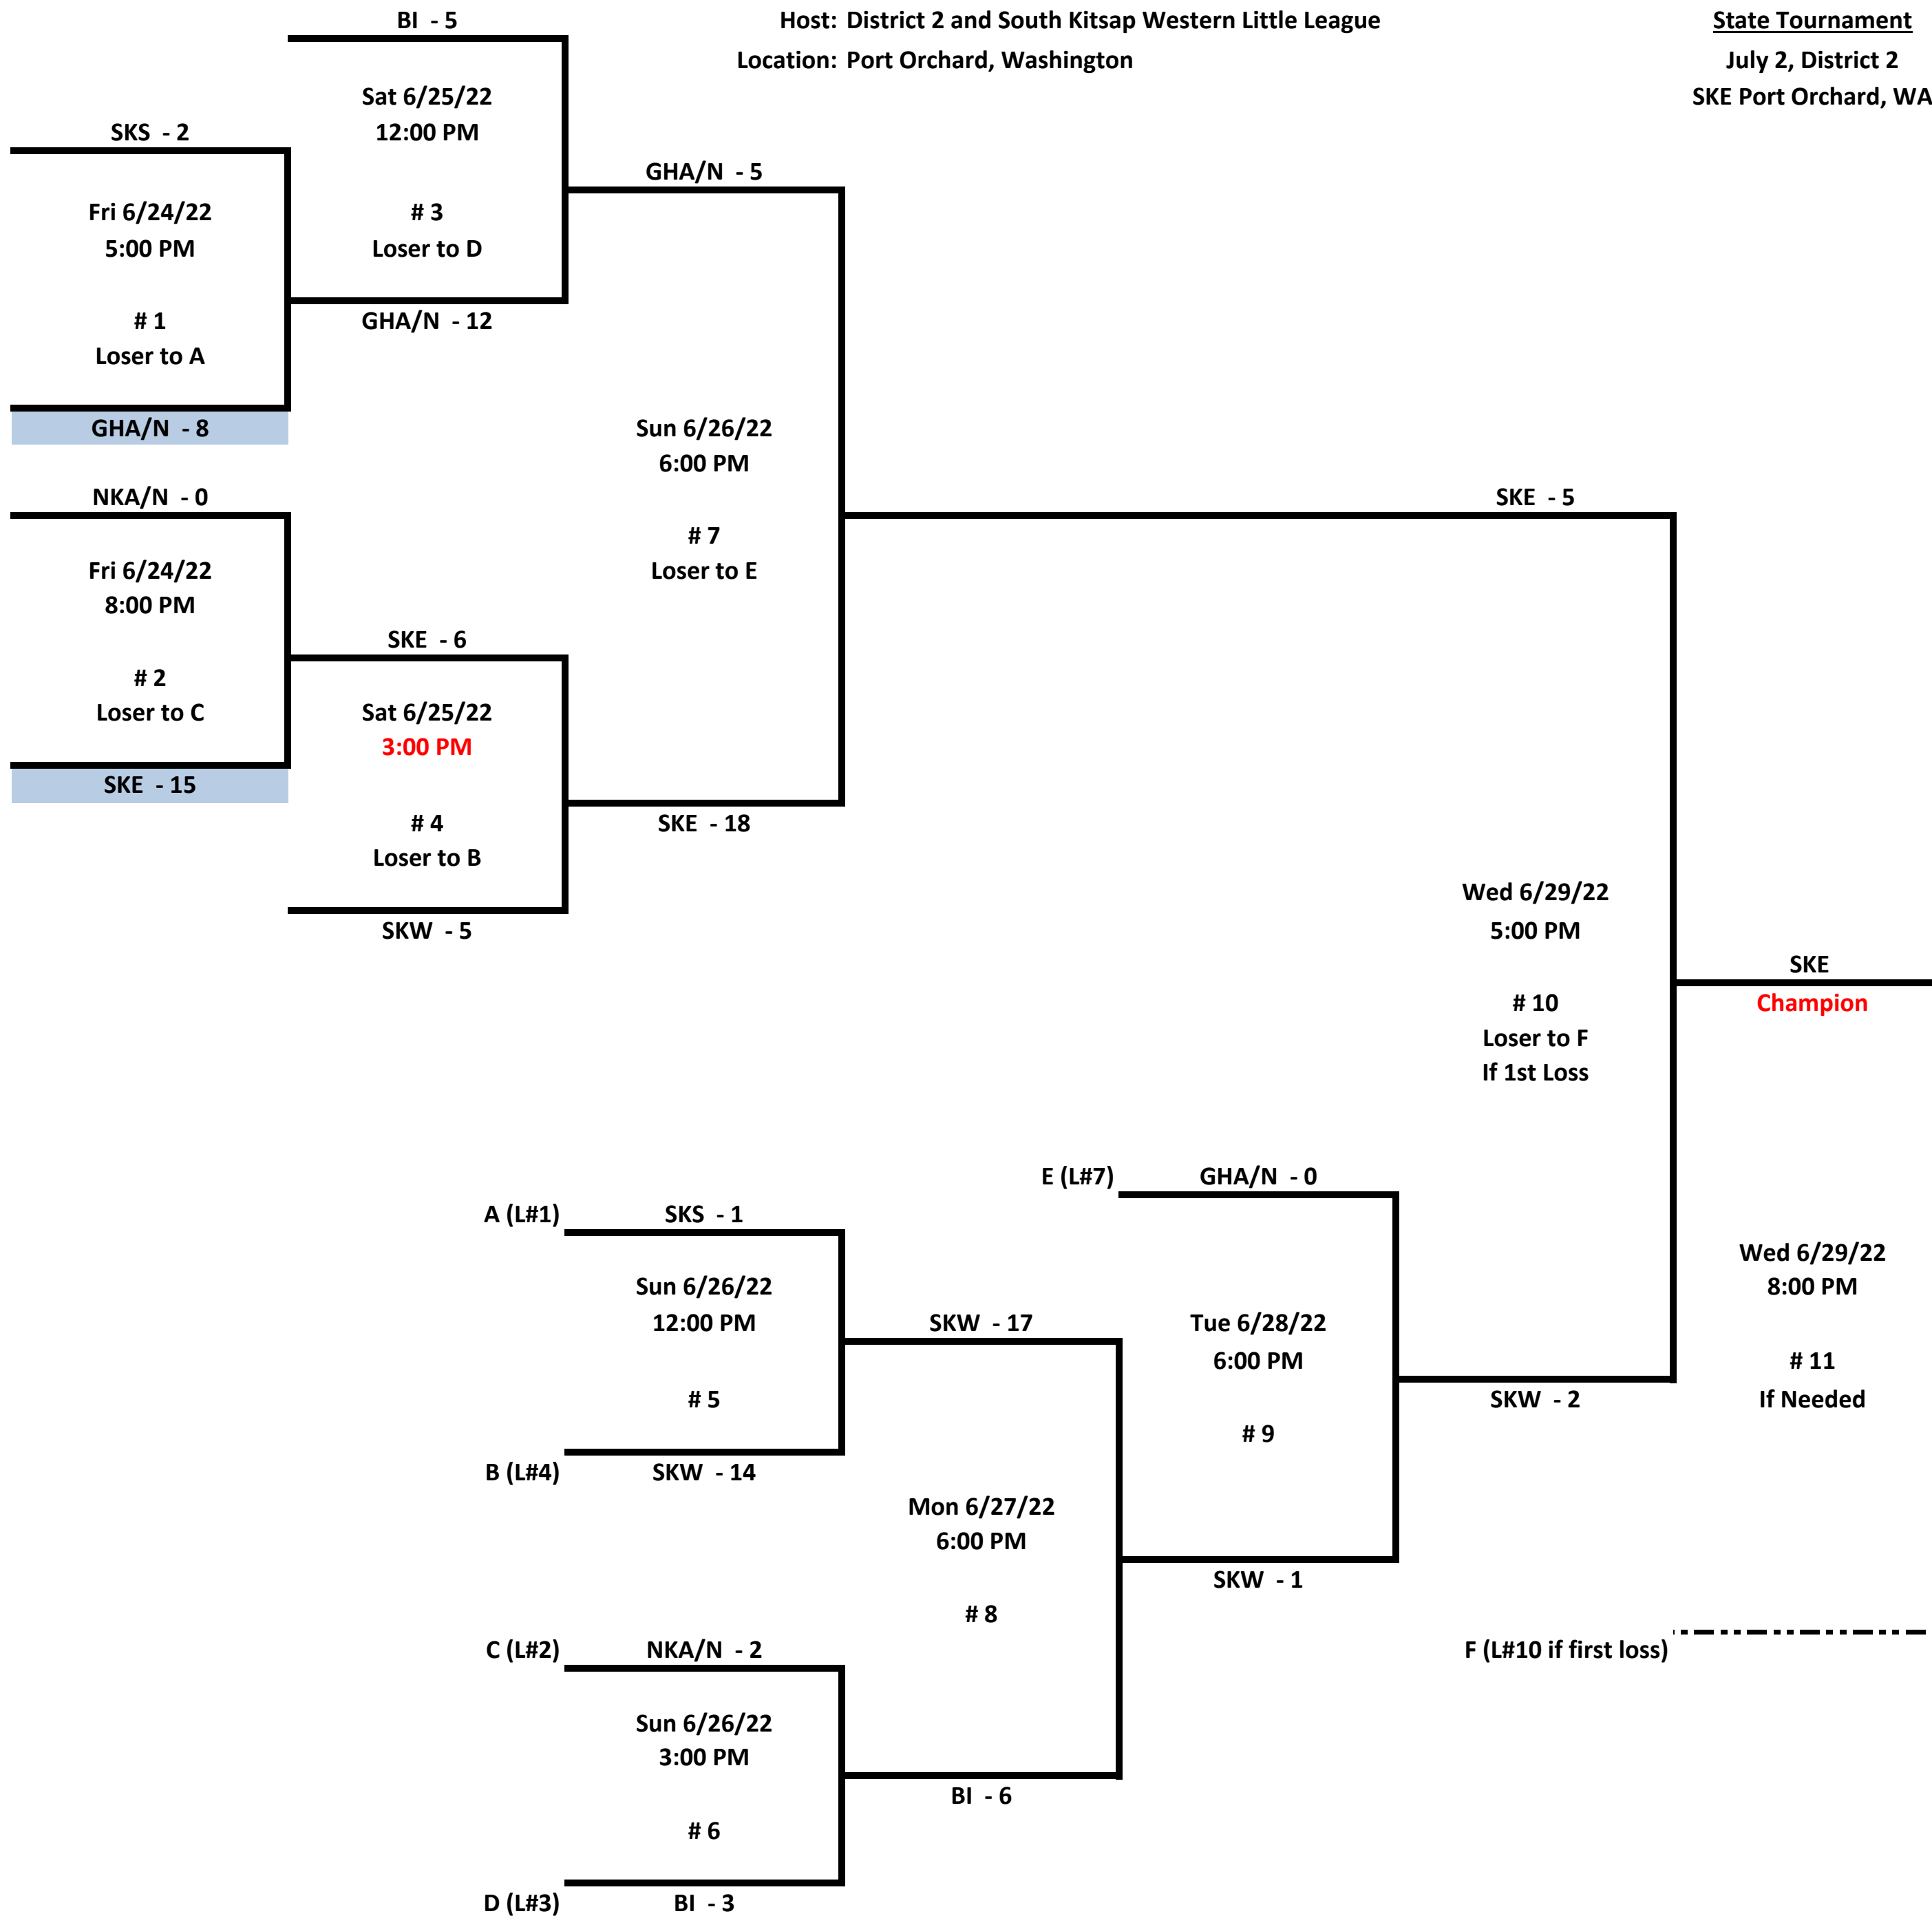 BI - 5
Host: District 2 and South Kitsap Western Little League
State Tournament
Location: Port Orchard, Washington
July 2, District 2
SKE Port Orchard, WA
Sat 6/25/22
12:00 PM
SKS - 2
GHA/N - 5
Fri 6/24/22
5:00 PM
# 3
Loser to D
# 1
Loser to A
GHA/N - 12
GHA/N - 8
Sun 6/26/22
6:00 PM
NKA/N - 0
SKE - 5
# 7
Loser to E
Fri 6/24/22
8:00 PM
SKE - 6
# 2
Loser to C
Sat 6/25/22
3:00 PM
SKE - 15
# 4
Loser to B
SKE - 18
SKW - 5
Wed 6/29/22
5:00 PM
SKE
Champion
# 10
Loser to F
If 1st Loss
E (L#7)
GHA/N - 0
A (L#1)
SKS - 1
Wed 6/29/22
8:00 PM
Sun 6/26/22
12:00 PM
SKW - 17
Tue 6/28/22
6:00 PM
# 11
If Needed
# 5
SKW - 2
# 9
B (L#4)
SKW - 14
Mon 6/27/22
6:00 PM
SKW - 1
# 8
C (L#2)
NKA/N - 2
F (L#10 if first loss)
Sun 6/26/22
3:00 PM
BI - 6
# 6
D (L#3)
BI - 3